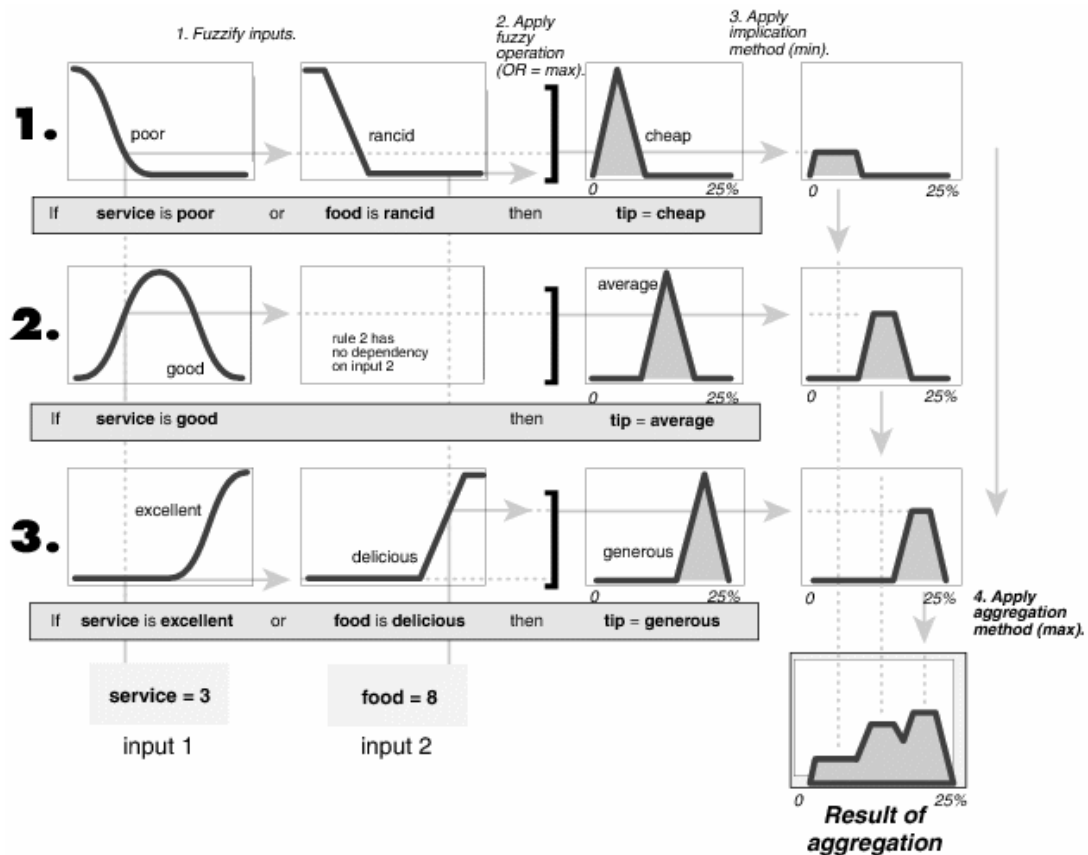 1. Fuzzify inputs.
2. Apply
fuzzy
operation
(OR = max).
3. Apply
implication
method (min).
1.
poor
rancid
cheap
0
25%
0
25%
If service is poor or food is rancid then tip = cheap
2.
good
rule 2 has
no dependency
on input 2
average
0
25%
0
25%
If service is good then tip = average
3.
excellent
delicious
generous
0
25%
0
25%
If service is excellent or food is delicious then tip = generous
4. Apply
aggregation
method (max).
service = 3
food = 8
input 1
input 2
0
25%
Result of
aggregation